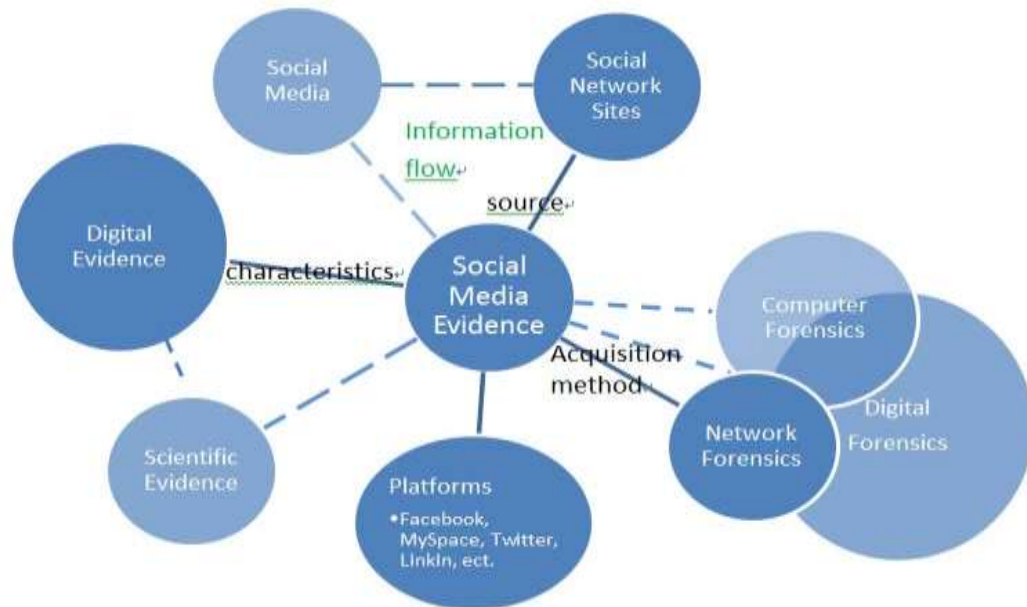 Social
Media
Social
Network
Sites
Information
flow
source
Digital
Evidence
characteristics
Social
Media
Evidence
Computer
Forensics
Acquisition
method
Digital
Forensics
Network
Forensics
Scientific
Evidence
Platforms
•Facebook,
MySpace, Twitter,
LinkIn, ect.